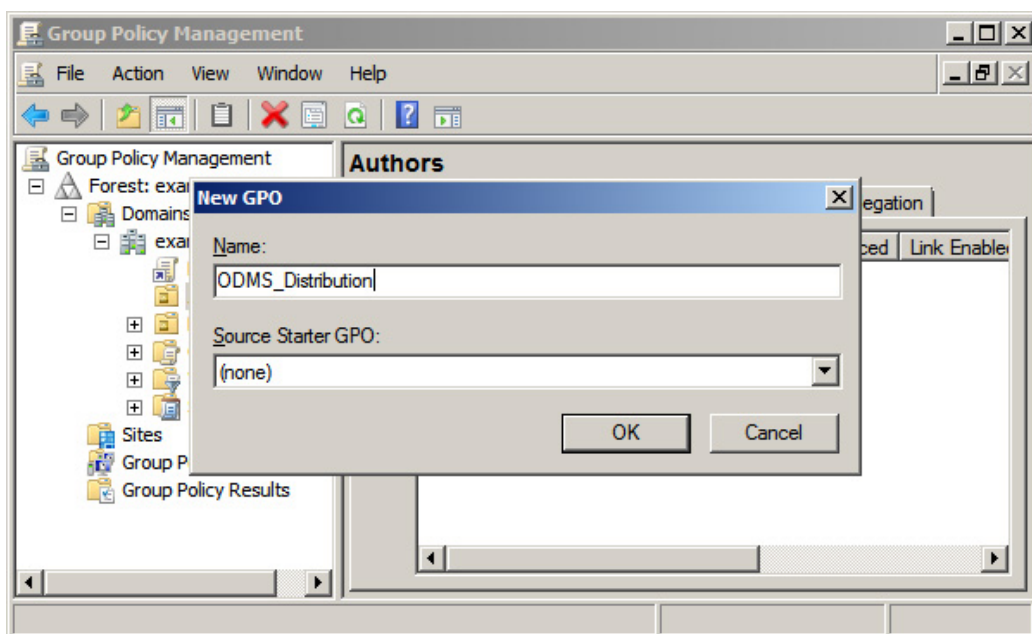 Group Policy Management
File Action View Window Help
Group Policy Management
Forest: exa
Domains
exa
Sites
Group P
Group Policy Results
Authors
egation
ced Link Enable
New GPO
Name:
ODMS_Distribution
Source Starter GPO:
(none)
OK Cancel